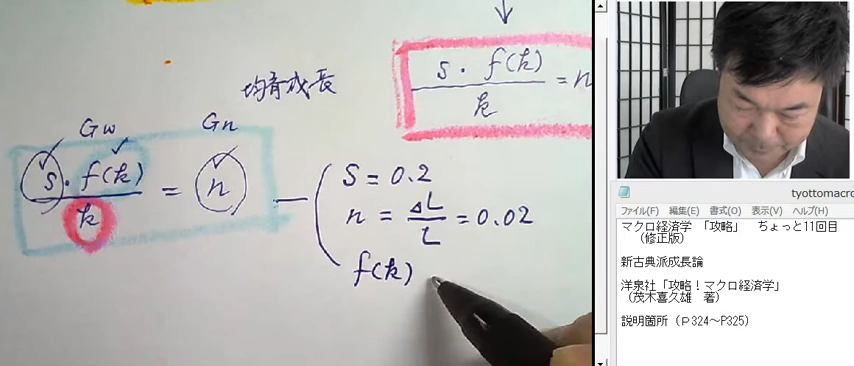 s・f(k)
k
= n
均斉成長
Gw
Gn
s・f(k)
k
= n
S = 0.2
n = ΔL
L
= 0.02
f(k)
tyottomacro
ファイル(F) 編集(E) 書式(O) 表示(V) ヘルプ(H)
マクロ経済学 「攻略」 ちょっと11回目
(修正版)
新古典派成長論
洋泉社「攻略！マクロ経済学」
(茂木喜久雄 著)
説明箇所 (P324～P325)